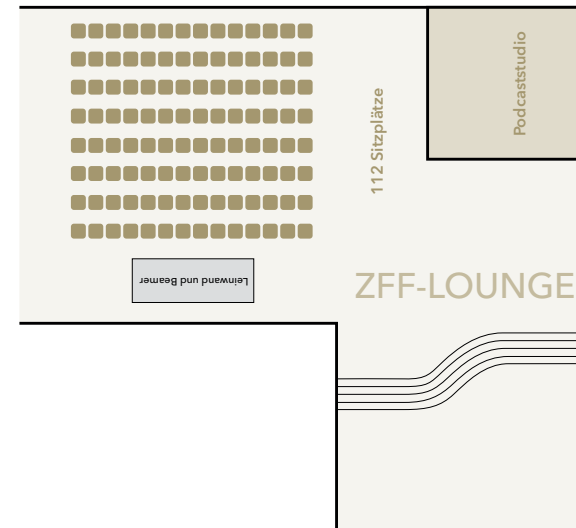 Podcaststudio
112 Sitzplätze
Leinwand und Beamer
ZFF-LOUNGE